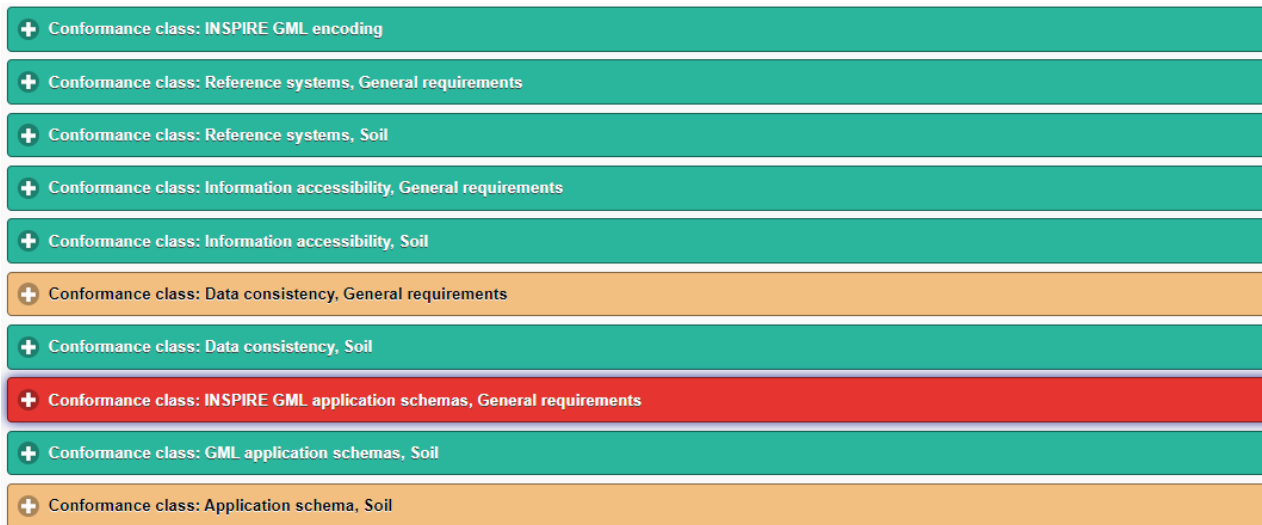 Conformance class: INSPIRE GML encoding
Conformance class: Reference systems, General requirements
Conformance class: Reference systems, Soil
Conformance class: Information accessibility, General requirements
Conformance class: Information accessibility, Soil
Conformance class: Data consistency, General requirements
Conformance class: Data consistency, Soil
Conformance class: INSPIRE GML application schemas, General requirements
Conformance class: GML application schemas, Soil
Conformance class: Application schema, Soil